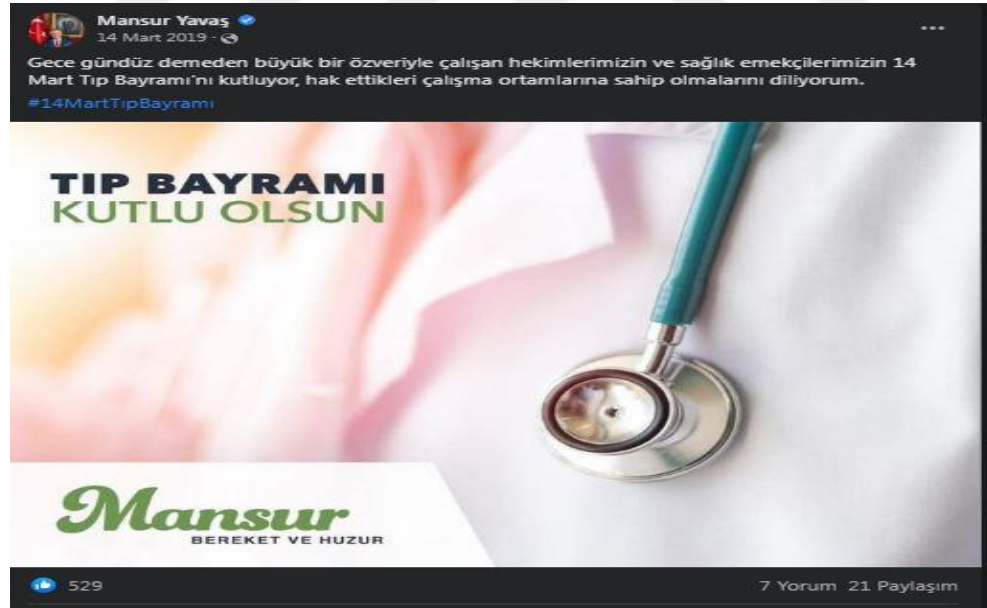 Mansur Yavaş
14 Mart 2019 ·
Gece gündüz demeden büyük bir özveriyle çalışan hekimlerimizin ve sağlık emekçilerimizin 14
Mart Tıp Bayramı'nı kutluyor, hak ettikleri çalışma ortamlarına sahip olmalarını diliyorum.
#14MartTıpBayramı
TIP BAYRAMI
KUTLU OLSUN
Mansur
BEREKET VE HUZUR
529
7 Yorum 21 Paylaşım